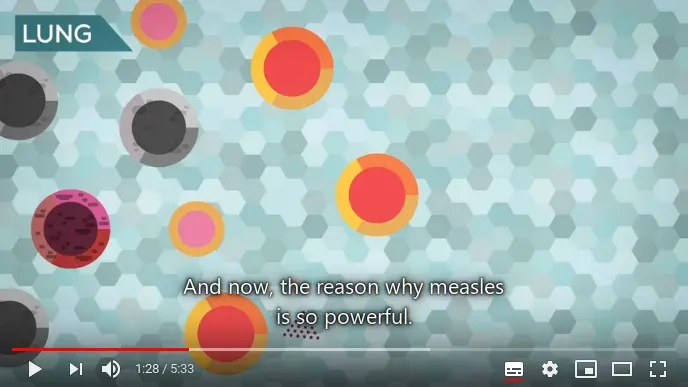 LUNG
And now, the reason why measles
is so powerful.
1:28 / 5:33